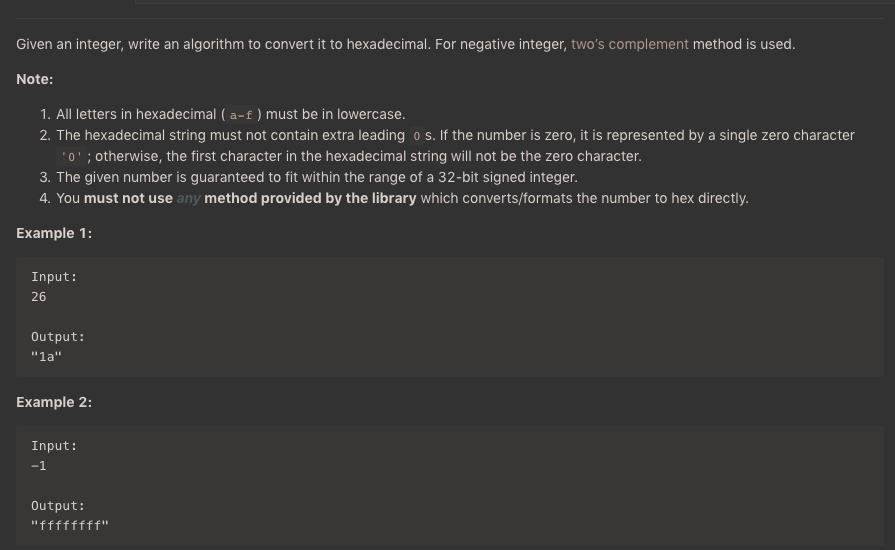 Given an integer, write an algorithm to convert it to hexadecimal. For negative integer, two's complement method is used.
Note:
1. All letters in hexadecimal ( a-f ) must be in lowercase.
2. The hexadecimal string must not contain extra leading 0 s. If the number is zero, it is represented by a single zero character
'0' ; otherwise, the first character in the hexadecimal string will not be the zero character.
3. The given number is guaranteed to fit within the range of a 32-bit signed integer.
4. You must not use any method provided by the library which converts/formats the number to hex directly.
Example 1:
Input:
26
Output:
"1a"
Example 2:
Input:
-1
Output:
"ffffffff"